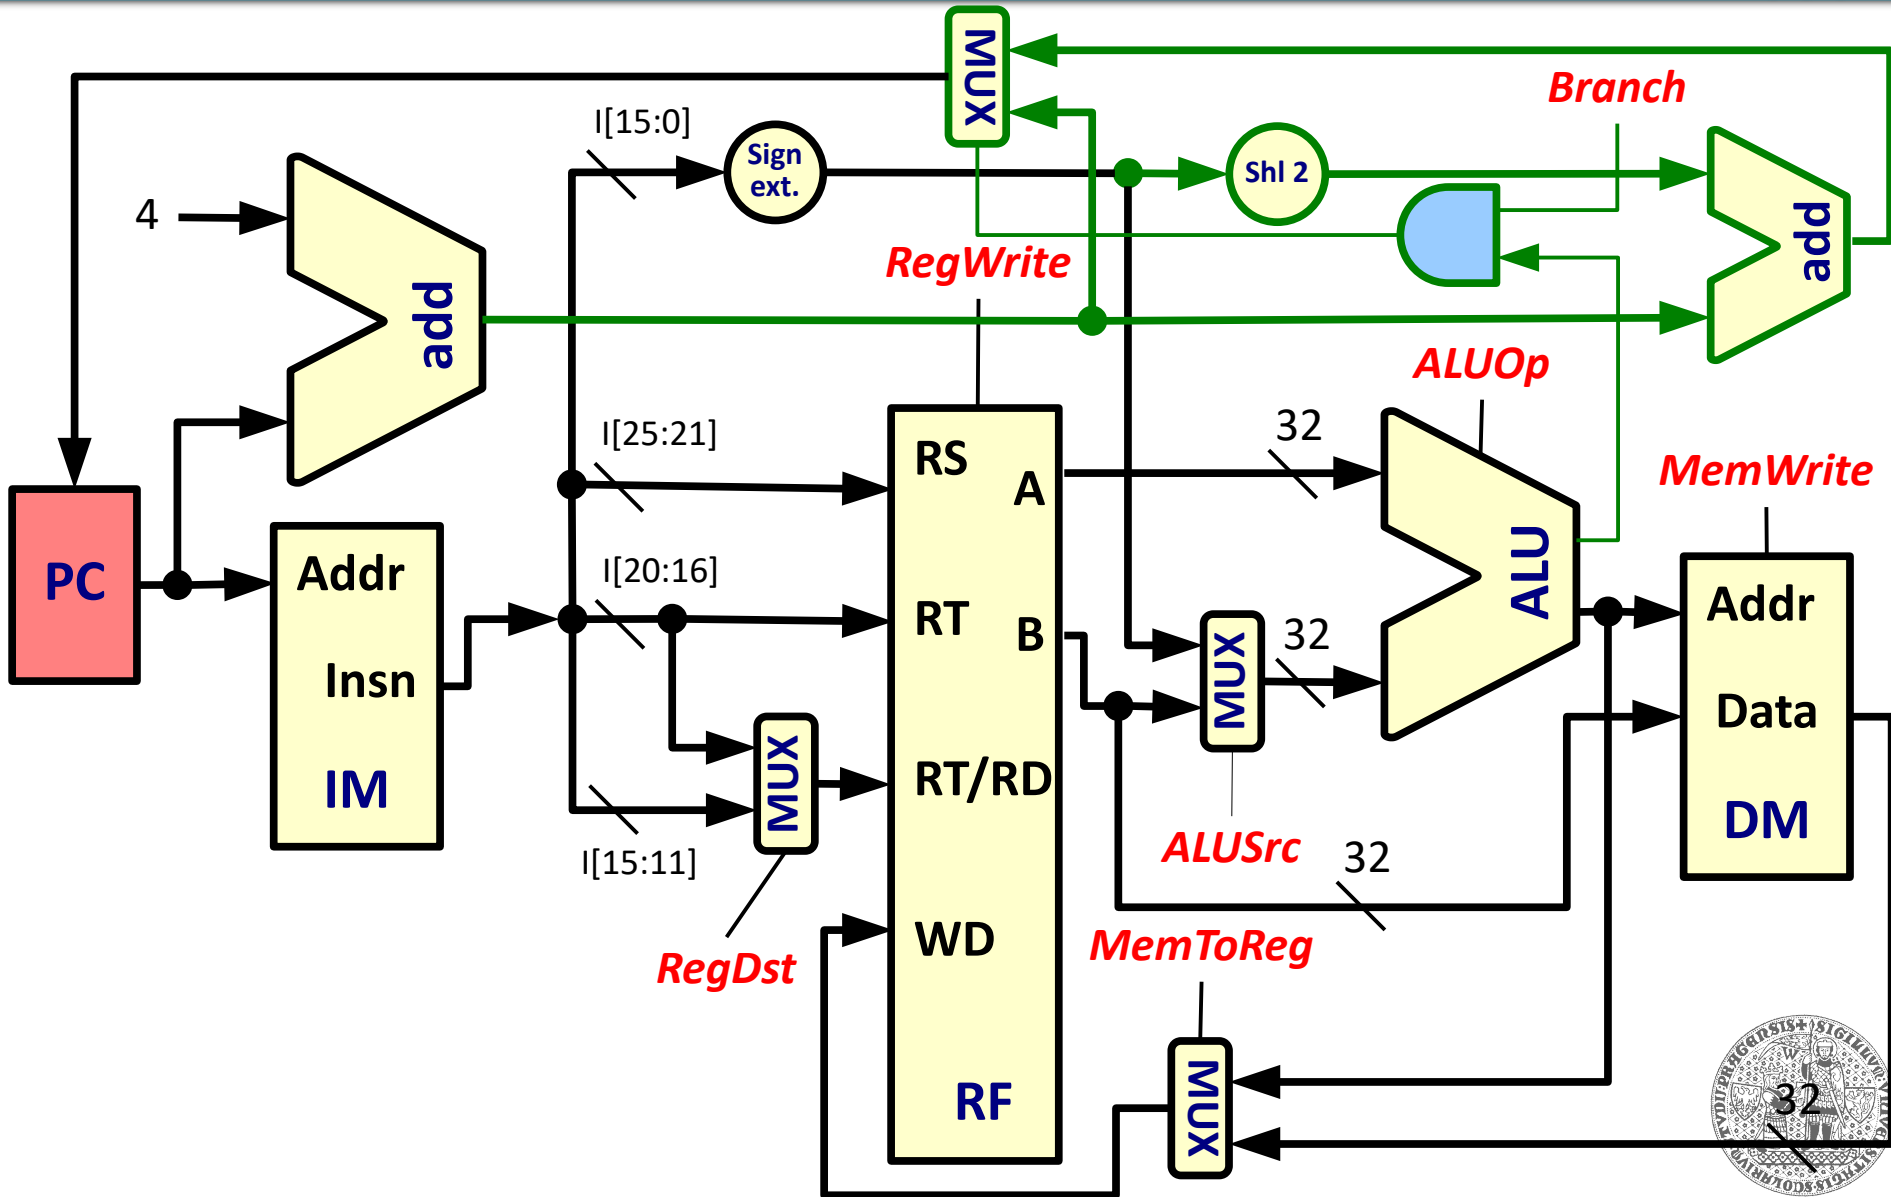 MUX
Branch
I[15:0]
Sign
ext.
Shl 2
4
add
add
RegWrite
ALUOp
I[25:21]
RS
A
32
MemWrite
PC
Addr
Insn
IM
I[20:16]
RT
B
MUX
32
ALU
Addr
Data
DM
MUX
RT/RD
I[15:11]
ALUSrc
32
RegDst
WD
MemToReg
RF
MUX
32